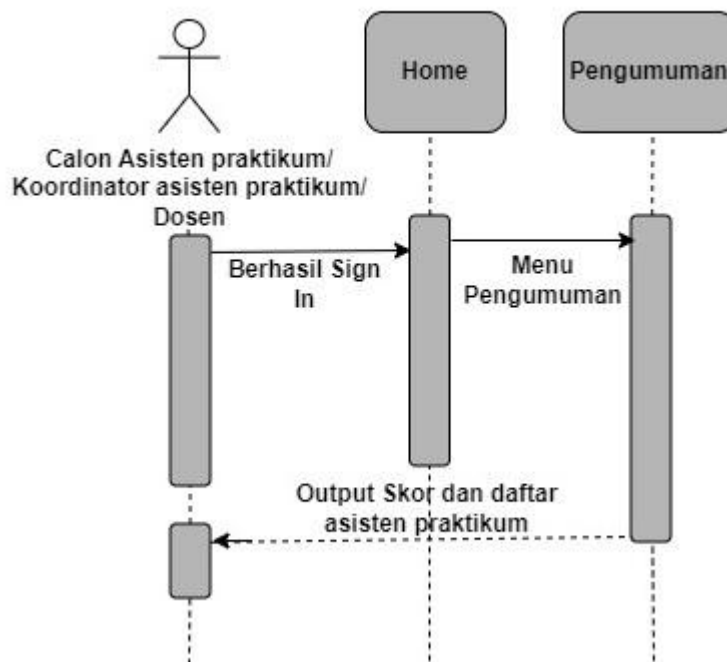 Home
Pengumuman
Calon Asisten praktikum/
Koordinator asisten praktikum/
Dosen
Berhasil Sign
In
Menu
Pengumuman
Output Skor dan daftar
asisten praktikum